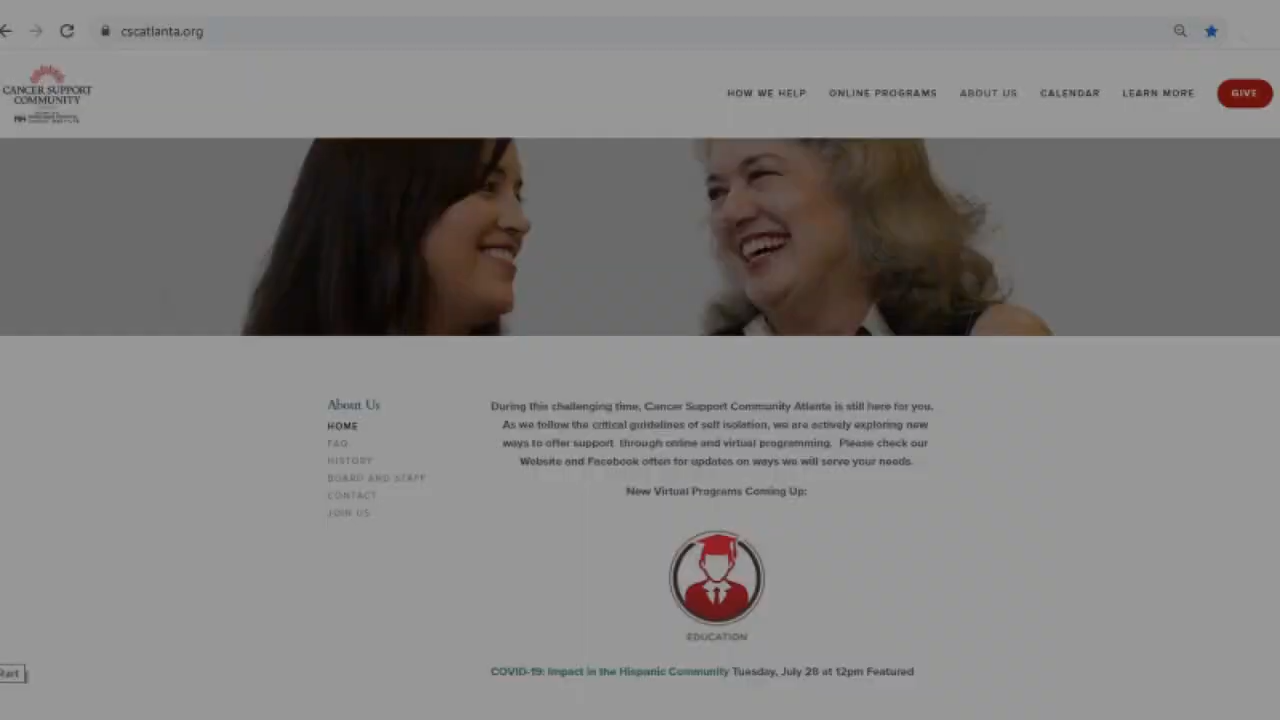 cscatlanta.org
CANCER SUPPORT
COMMUNITY
HOW WE HELP ONLINE PROGRAMS ABOUT US CALENDAR LEARN MORE GIVE
About Us
HOME
FAQ
HISTORY
BOARD AND STAFF
CONTACT
JOIN US
During this challenging time, Cancer Support Community Atlanta is still here for you.
As we follow the critical guidelines of self isolation, we are actively exploring new
ways to offer support through online and virtual programming. Please check our
Website and Facebook often for updates on ways we will serve your needs.
New Virtual Programs Coming Up:
EDUCATION
COVID-19: Impact in the Hispanic Community Tuesday, July 28 at 12pm Featured